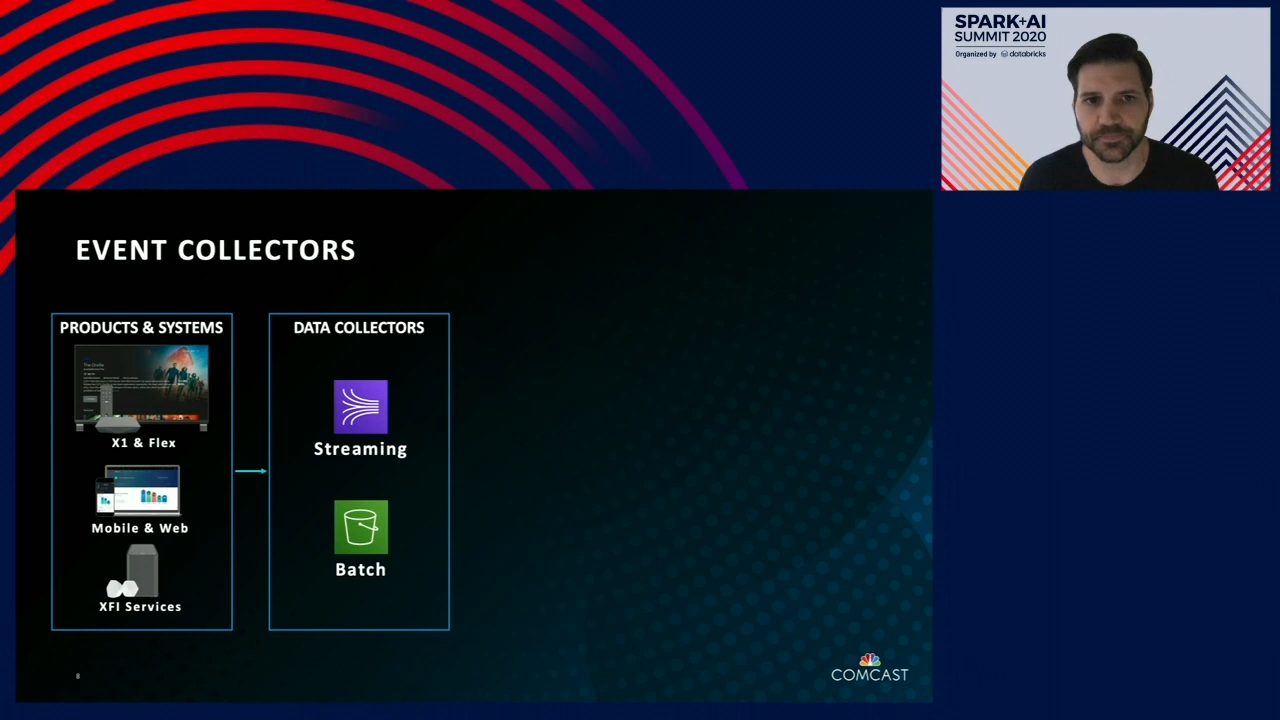 SPARK+AI
SUMMIT 2020
Organized by databricks
EVENT COLLECTORS
PRODUCTS & SYSTEMS
X1 & Flex
Mobile & Web
XFI Services
DATA COLLECTORS
Streaming
Batch
8
COMCAST